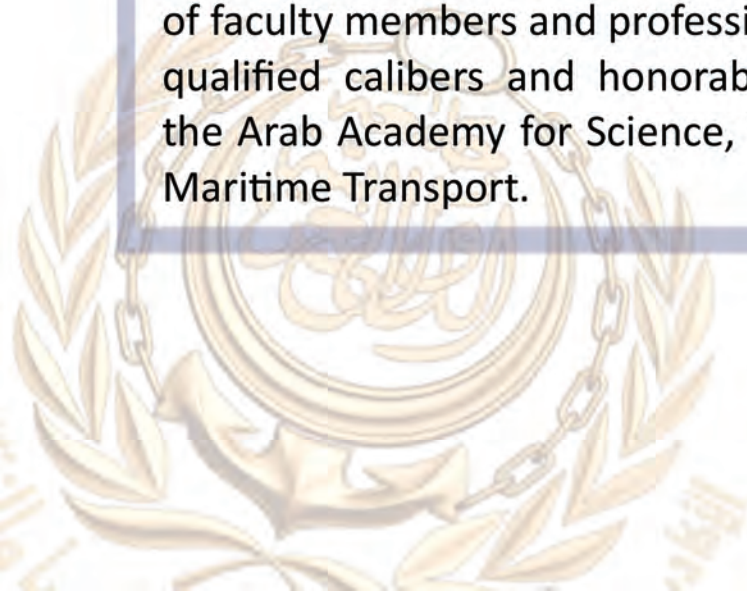 of faculty members and professi
qualified calibers and honorab
the Arab Academy for Science,
Maritime Transport.